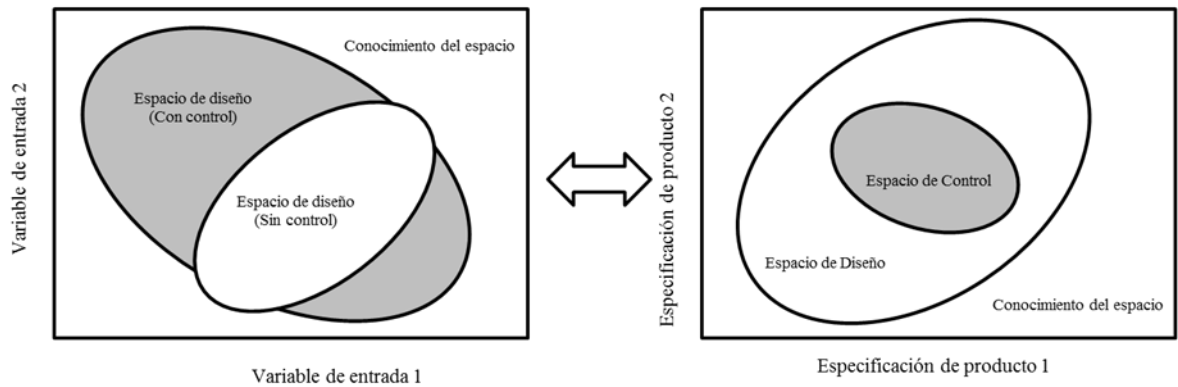 Variable de entrada 2
Conocimiento del espacio
Espacio de diseño
(Con control)
Espacio de diseño
(Sin control)
Variable de entrada 1
Especificación de producto 2
Espacio de Control
Espacio de Diseño
Conocimiento del espacio
Especificación de producto 1